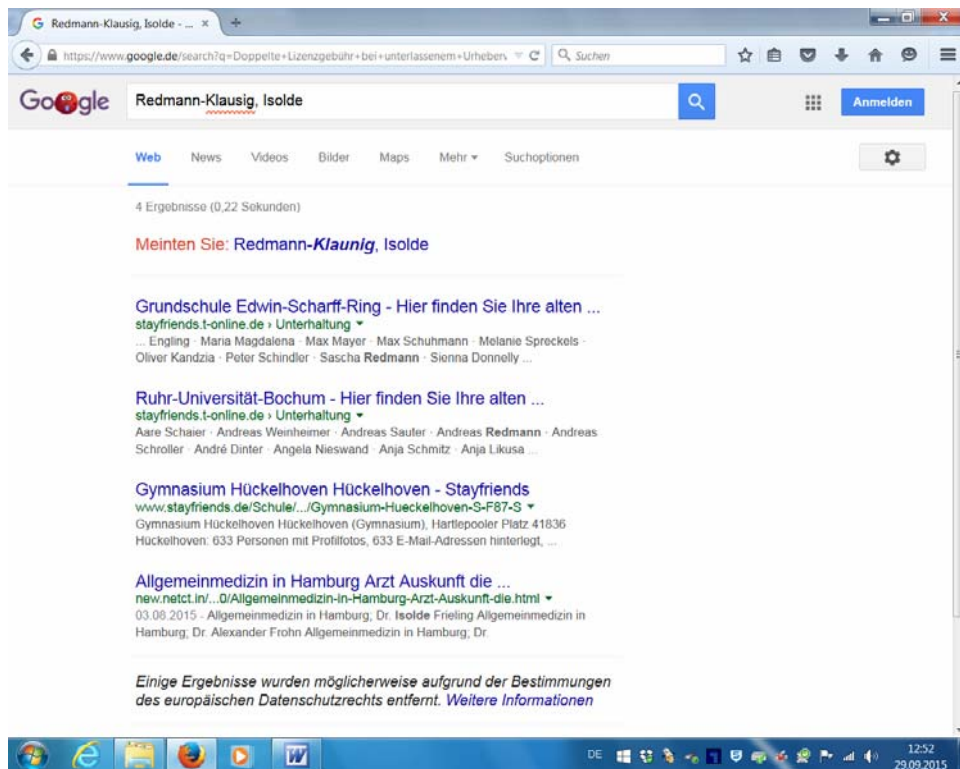 Redmann-Klausig, Isolde - ...
https://www.google.de/search?q=Doppelte+Lizenzgebühr+bei+unterlassenem+Urheberv
Suchen
Google
Redmann-Klausig, Isolde
Anmelden
Web News Videos Bilder Maps Mehr Suchoptionen
4 Ergebnisse (0,22 Sekunden)
Meinten Sie: Redmann-Klaunig, Isolde
Grundschule Edwin-Scharff-Ring - Hier finden Sie Ihre alten ...
stayfriends.t-online.de › Unterhaltung
... Engling · Maria Magdalena · Max Mayer · Max Schuhmann · Melanie Spreckels ·
Oliver Kandzia · Peter Schindler · Sascha Redmann · Sienna Donnelly ...
Ruhr-Universität-Bochum - Hier finden Sie Ihre alten ...
stayfriends.t-online.de › Unterhaltung
Aare Schaier · Andreas Weinheimer · Andreas Sauter · Andreas Redmann · Andreas
Schroller · André Dinter · Angela Nieswand · Anja Schmitz · Anja Likusa ...
Gymnasium Hückelhoven Hückelhoven - Stayfriends
www.stayfriends.de/Schule/.../Gymnasium-Hueckelhoven-S-F87-S
Gymnasium Hückelhoven Hückelhoven (Gymnasium), Hartlepooler Platz 41836
Hückelhoven: 633 Personen mit Profilfotos, 633 E-Mail-Adressen hinterlegt, ...
Allgemeinmedizin in Hamburg Arzt Auskunft die ...
new.netct.in/...0/Allgemeinmedizin-in-Hamburg-Arzt-Auskunft-die.html
03.08.2015 - Allgemeinmedizin in Hamburg; Dr. Isolde Frieling Allgemeinmedizin in
Hamburg; Dr. Alexander Frohn Allgemeinmedizin in Hamburg; Dr.
Einige Ergebnisse wurden möglicherweise aufgrund der Bestimmungen
des europäischen Datenschutzrechts entfernt. Weitere Informationen
DE
12:52
29.09.2015